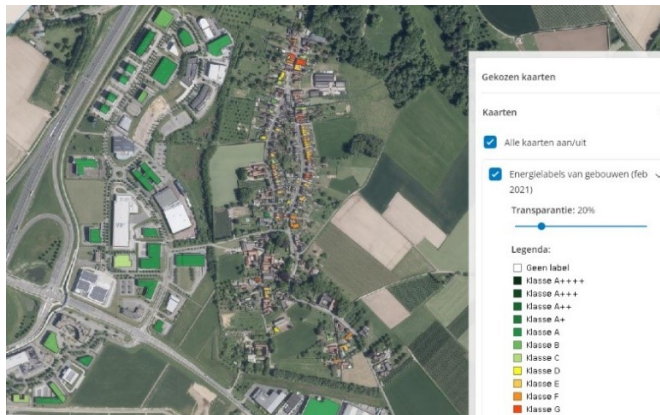 Gekozen kaarten
Kaarten
Alle kaarten aan/uit
Energielabels van gebouwen (feb
2021)
Transparantie: 20%
Legenda:
Geen label
Klasse A++++
Klasse A+++
Klasse A++
Klasse A+
Klasse A
Klasse B
Klasse C
Klasse D
Klasse E
Klasse F
Klasse G